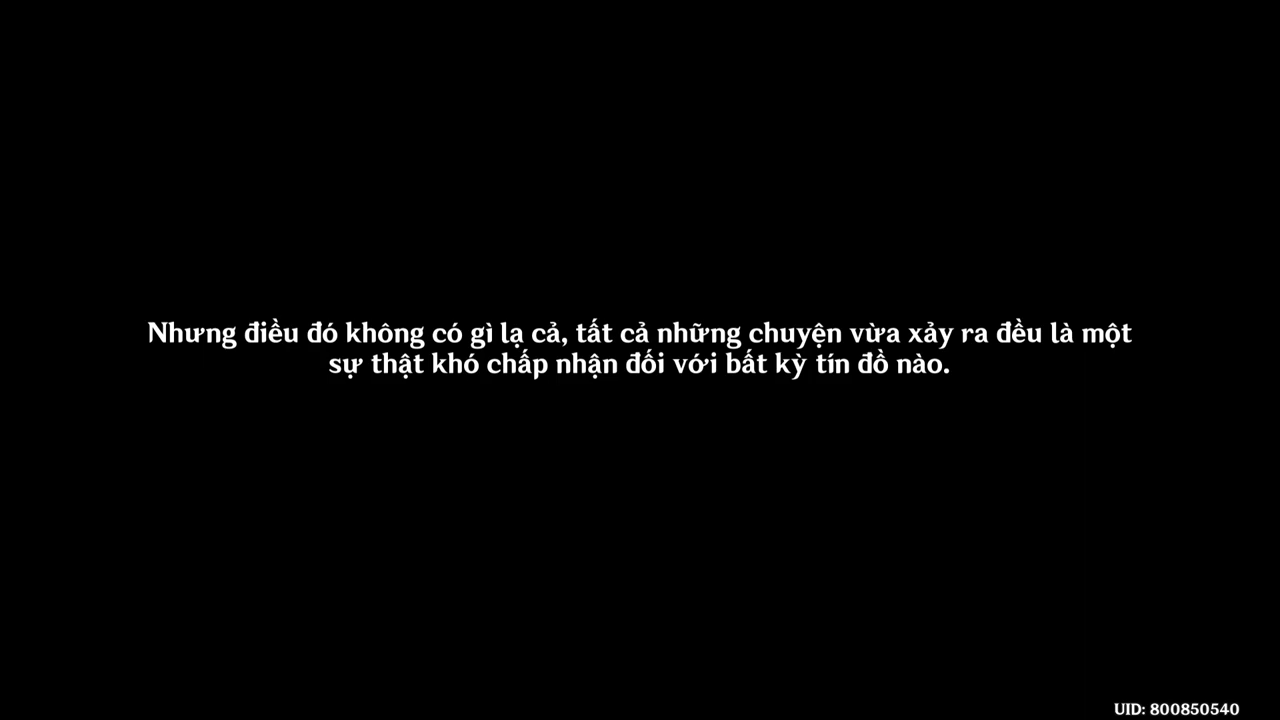 Nhưng điều đó không có gì lạ cả, tất cả những chuyện vừa xảy ra đều là một
sự thật khó chấp nhận đối với bất kỳ tín đồ nào.
UID: 800850540